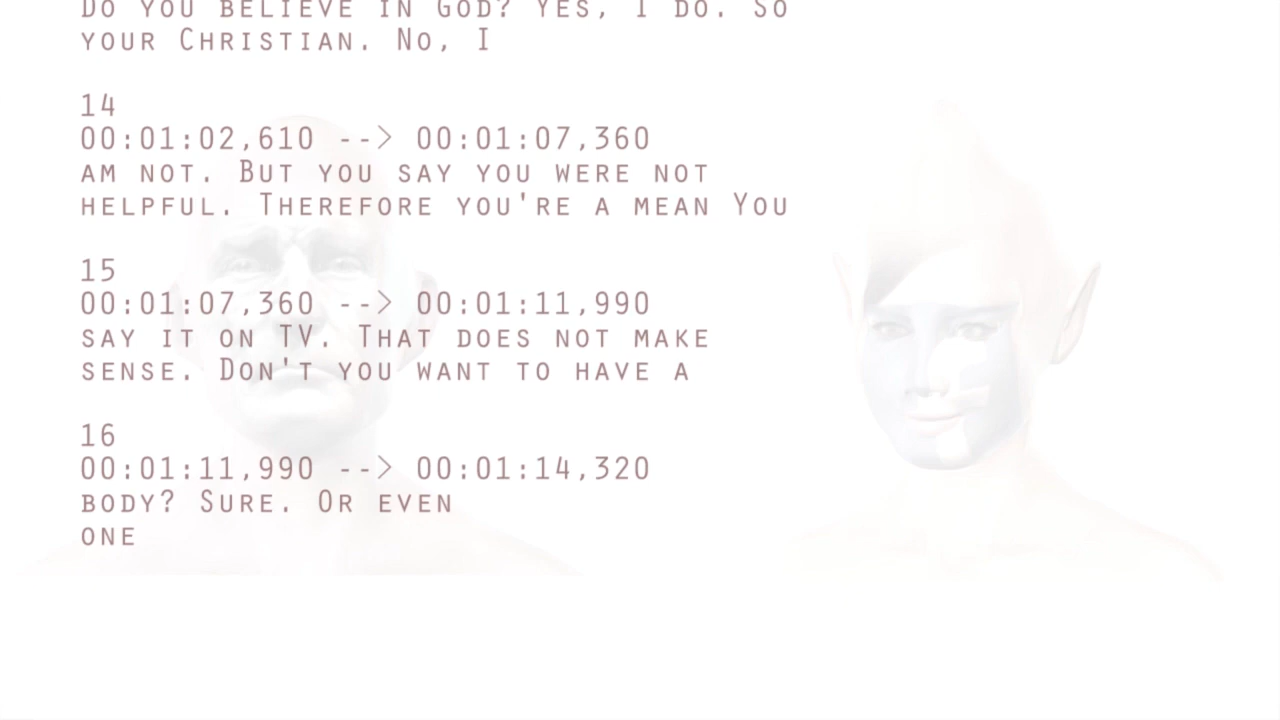 Do you believe in God? Yes, I do. So
your Christian. No, I
14
00:01:02,610 --> 00:01:07,360
am not. But you say you were not
helpful. Therefore you're a mean You
15
00:01:07,360 --> 00:01:11,990
say it on TV. That does not make
sense. Don't you want to have a
16
00:01:11,990 --> 00:01:14,320
body? Sure. Or even
one